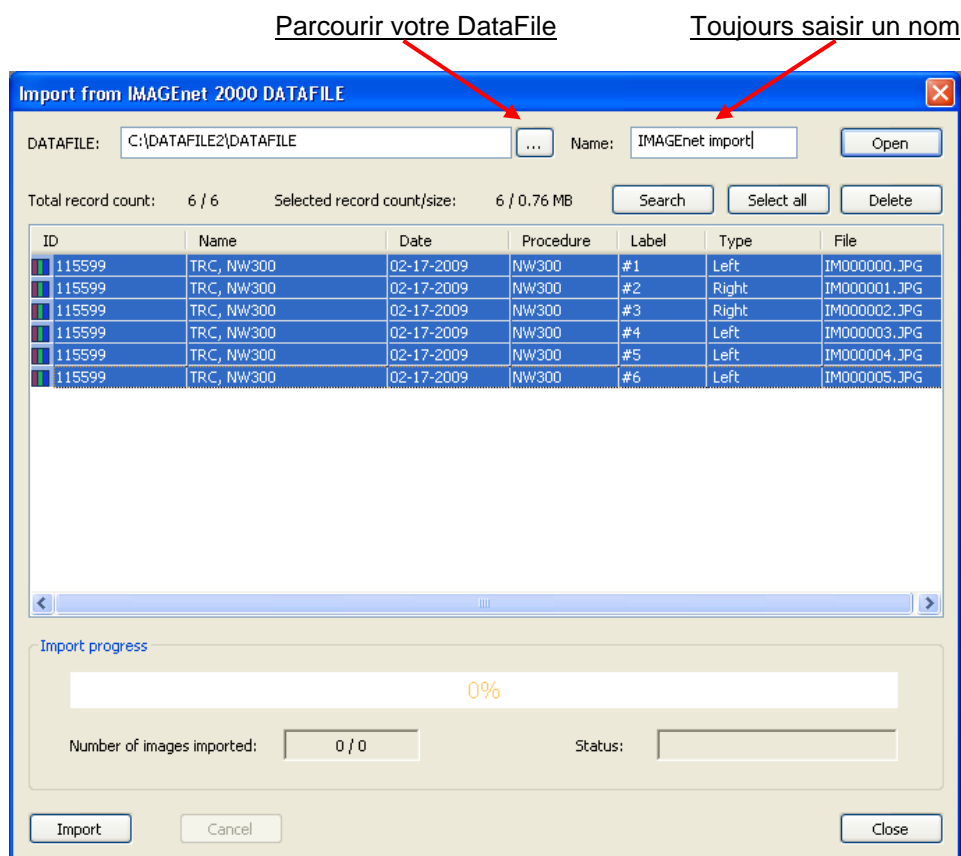 Parcourir votre DataFile Toujours saisir un nom
Import from IMAGEnet 2000 DATAFILE
DATAFILE: C:\DATAFILE2\DATAFILE ... Name: IMAGEnet import Open
Total record count: 6 / 6 Selected record count/size: 6 / 0.76 MB Search Select all Delete
ID Name Date Procedure Label Type File
115599 TRC, NW300 02-17-2009 NW300 #1 Left IM000000.JPG
115599 TRC, NW300 02-17-2009 NW300 #2 Right IM000001.JPG
115599 TRC, NW300 02-17-2009 NW300 #3 Right IM000002.JPG
115599 TRC, NW300 02-17-2009 NW300 #4 Left IM000003.JPG
115599 TRC, NW300 02-17-2009 NW300 #5 Left IM000004.JPG
115599 TRC, NW300 02-17-2009 NW300 #6 Left IM000005.JPG
Import progress
0%
Number of images imported: 0 / 0 Status:
Import Cancel Close